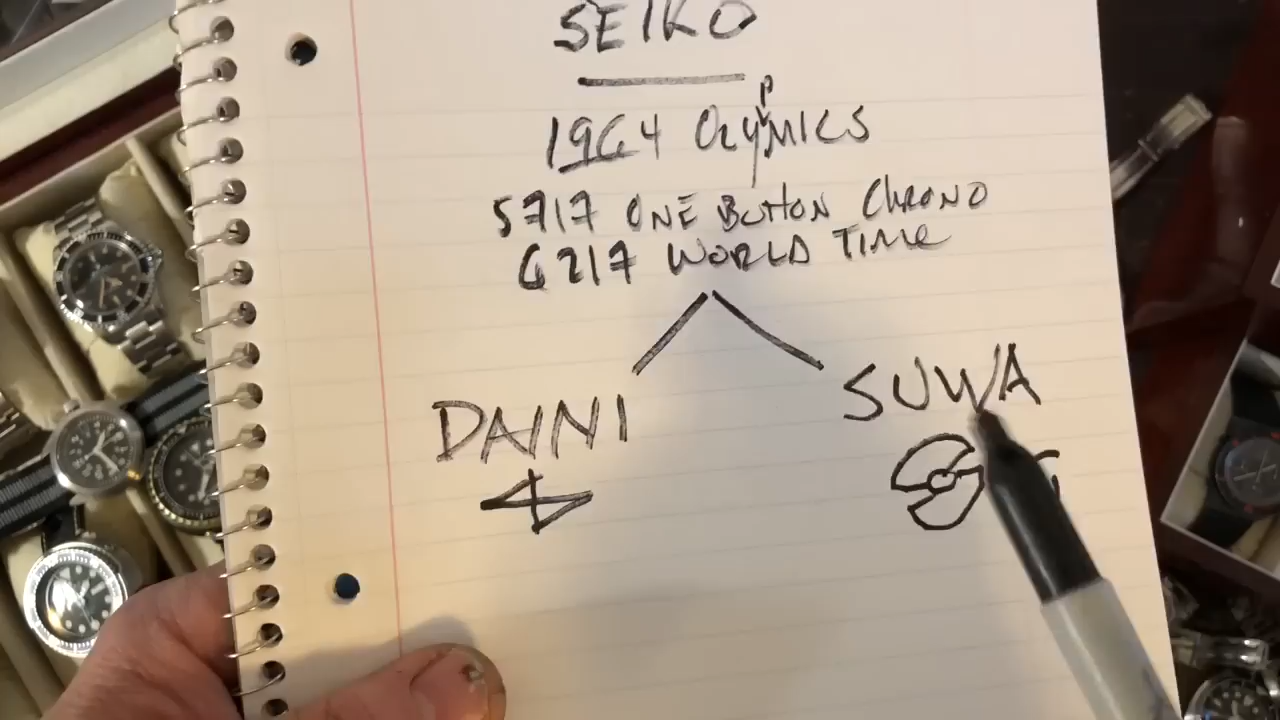 SEIKO
1964 OLYMICS
P
5717 ONE BUTTON CHRONO
6217 WORLD TIME
DAINI SUWA